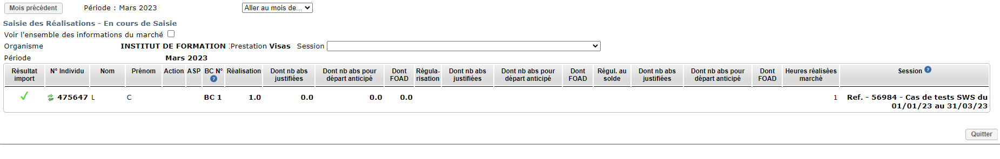 Mois précédent Période : Mars 2023 Aller au mois de...
Saisie des Réalisations - En cours de Saisie
Voir l'ensemble des informations du marché
Organisme INSTITUT DE FORMATION Prestation Visas Session
Période Mars 2023
Résultat import N° Individu Nom Prénom Action ASP BC N° ? Réalisation Dont nb abs justifiées Dont nb abs pour départ anticipé Dont FOAD Régula-risation Dont nb abs justifiées Dont nb abs pour départ anticipé Dont FOAD Régul. au solde Dont nb abs justifiées Dont nb abs pour départ anticipé Dont FOAD Heures réalisées marché Session ?
475647 L C BC 1 1.0 0.0 0.0 0.0 1 Ref. - 56984 - Cas de tests SWS du
01/01/23 au 31/03/23
Quitter